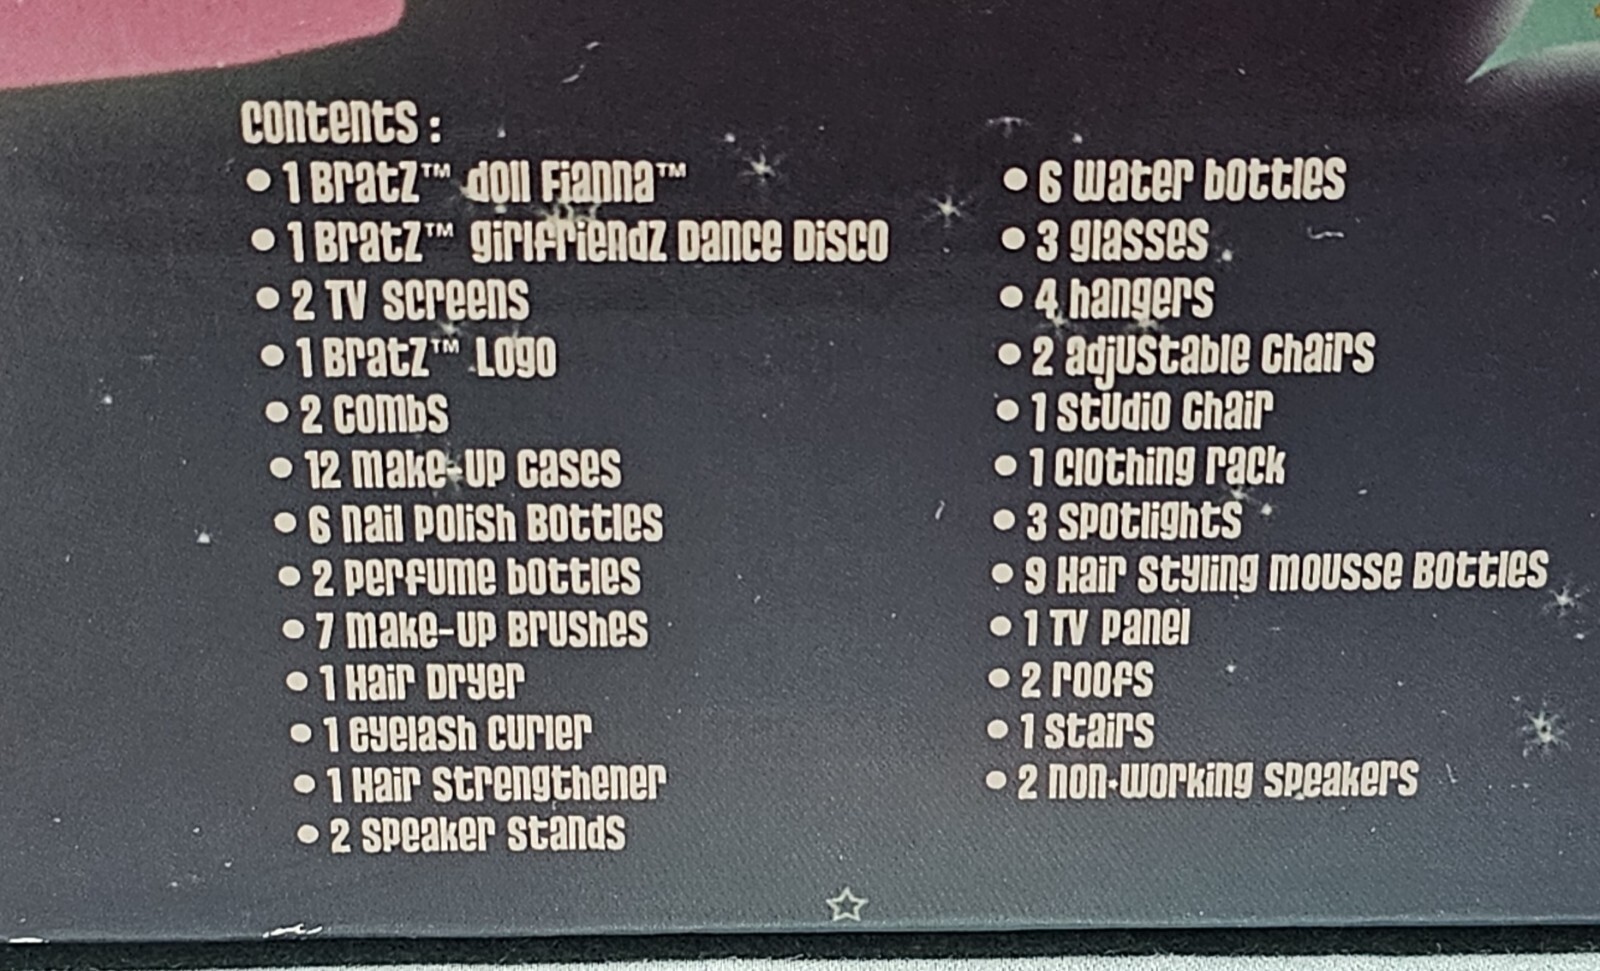 Contents :
• 1 Bratz™ doll Fianna™
• 1 Bratz™ girlfriendz Dance Disco
• 2 TV screens
• 1 Bratz™ Logo
• 2 combs
• 12 make-up cases
• 6 nail polish Bottles
• 2 perfume bottles
• 7 make-up Brushes
• 1 Hair Dryer
• 1 eyelash curler
• 1 Hair strengthener
• 2 speaker stands
• 6 water bottles
• 3 glasses
• 4 hangers
• 2 adjustable chairs
• 1 studio chair
• 1 clothing rack
• 3 spotlights
• 9 Hair styling mousse Bottles
• 1 TV panel
• 2 roofs
• 1 stairs
• 2 non-working speakers